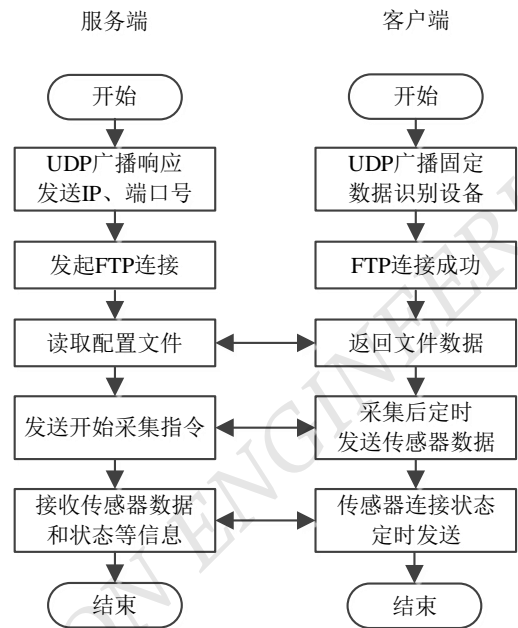 服务端
客户端
开始
开始
UDP广播响应
发送IP、端口号
UDP广播固定
数据识别设备
发起FTP连接
FTP连接成功
读取配置文件
返回文件数据
发送开始采集指令
采集后定时
发送传感器数据
接收传感器数据
和状态等信息
传感器连接状态
定时发送
结束
结束
ON ENGINEERI